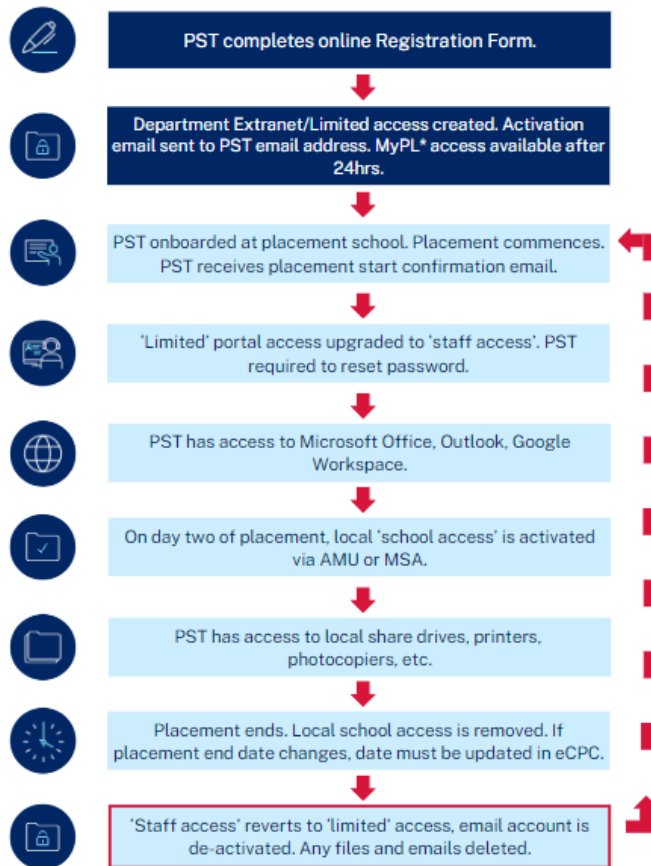 PST completes online Registration Form.
Department Extranet/Limited access created. Activation
email sent to PST email address. MyPL* access available after
24hrs.
PST onboarded at placement school. Placement commences.
PST receives placement start confirmation email.
'Limited' portal access upgraded to 'staff access'. PST
required to reset password.
PST has access to Microsoft Office, Outlook, Google
Workspace.
On day two of placement, local 'school access' is activated
via AMU or MSA.
PST has access to local share drives, printers,
photocopiers, etc.
Placement ends. Local school access is removed. If
placement end date changes, date must be updated in eCPC.
'Staff access' reverts to 'limited' access, email account is
de-activated. Any files and emails deleted.